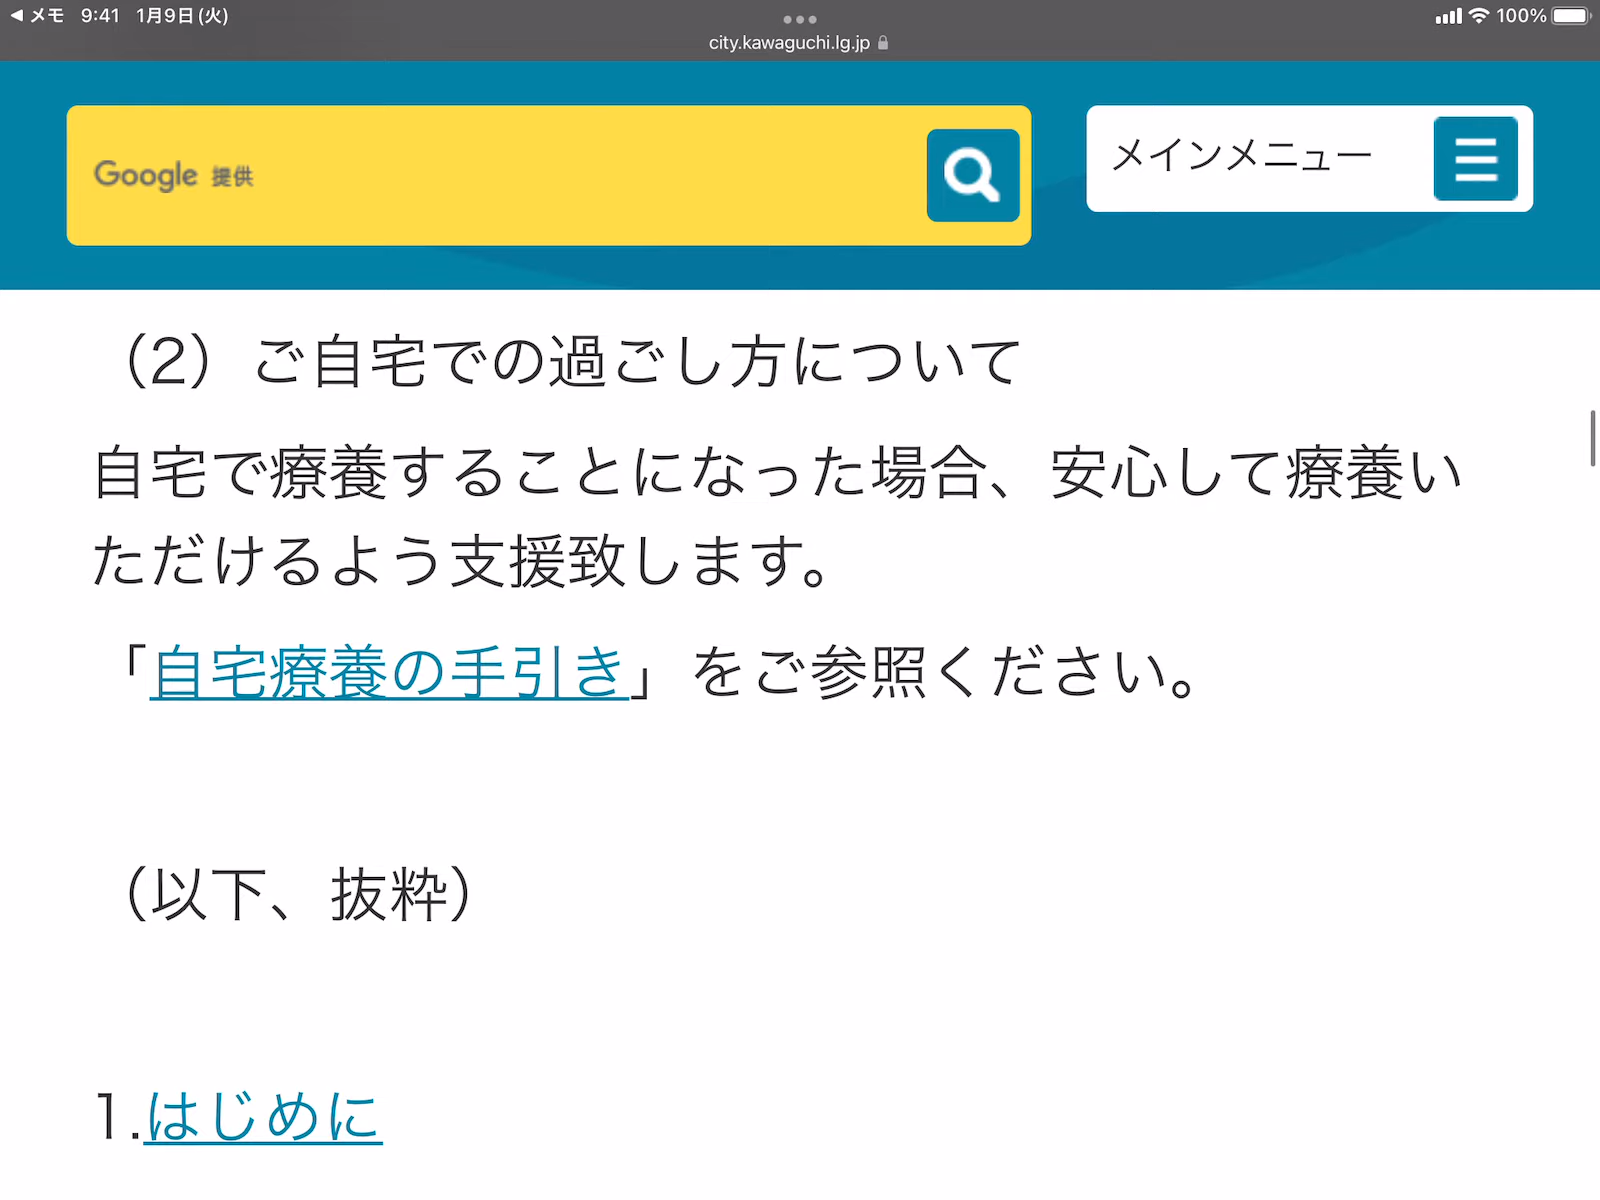 ◀ メモ 9:41 1月9日(火)
100%
city.kawaguchi.lg.jp
Google 提供
メインメニュー
（2）ご自宅での過ごし方について
自宅で療養することになった場合、安心して療養い
ただけるよう支援致します。
「自宅療養の手引き」をご参照ください。
（以下、抜粋）
1.はじめに